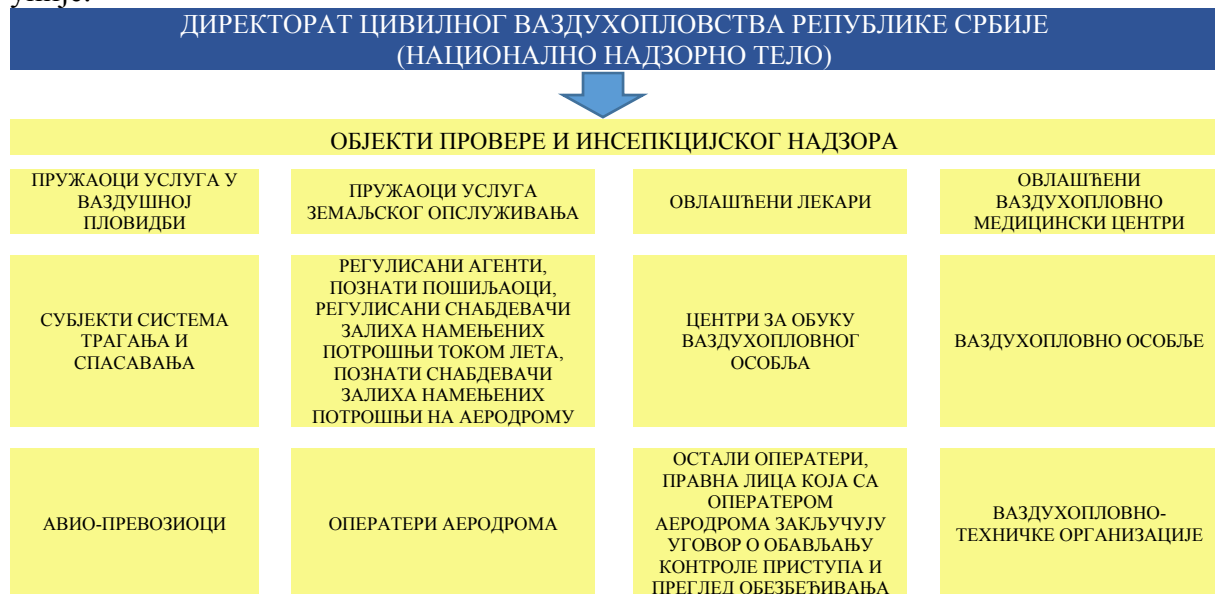 ДИРЕКТОРАТ ЦИВИЛНОГ ВАЗДУХОПЛОВСТВА РЕПУБЛИКЕ СРБИЈЕ
(НАЦИОНАЛНО НАДЗОРНО ТЕЛО)
ОБЈЕКТИ ПРОВЕРЕ И ИНСЕПКЦИЈСКОГ НАДЗОРА
ПРУЖАОЦИ УСЛУГА У
ВАЗДУШНОЈ
ПЛОВИДБИ
ПРУЖАОЦИ УСЛУГА
ЗЕМАЉСКОГ ОПСЛУЖИВАЊА
ОВЛАШЋЕНИ ЛЕКАРИ
ОВЛАШЋЕНИ
ВАЗДУХОПЛОВНО
МЕДИЦИНСКИ ЦЕНТРИ
СУБЈЕКТИ СИСТЕМА
ТРАГАЊА И
СПАСАВАЊА
РЕГУЛИСАНИ АГЕНТИ,
ПОЗНАТИ ПОШИЉАОЦИ,
РЕГУЛИСАНИ СНАБДЕВАЧИ
ЗАЛИХА НАМЕЊЕНИХ
ПОТРОШЊИ ТОКОМ ЛЕТА,
ПОЗНАТИ СНАБДЕВАЧИ
ЗАЛИХА НАМЕЊЕНИХ
ПОТРОШЊИ НА АЕРОДРОМУ
ЦЕНТРИ ЗА ОБУКУ
ВАЗДУХОПЛОВНОГ
ОСОБЉА
ВАЗДУХОПЛОВНО ОСОБЉЕ
АВИО-ПРЕВОЗИОЦИ
ОПЕРАТЕРИ АЕРОДРОМА
ОСТАЛИ ОПЕРАТЕРИ,
ПРАВНА ЛИЦА КОЈА СА
ОПЕРАТЕРОМ
АЕРОДРОМА ЗАКЉУЧУЈУ
УГОВОР О ОБАВЉАЊУ
КОНТРОЛЕ ПРИСТУПА И
ПРЕГЛЕД ОБЕЗБЕЂИВАЊА
ВАЗДУХОПЛОВНО-
ТЕХНИЧКЕ ОРГАНИЗАЦИЈЕ